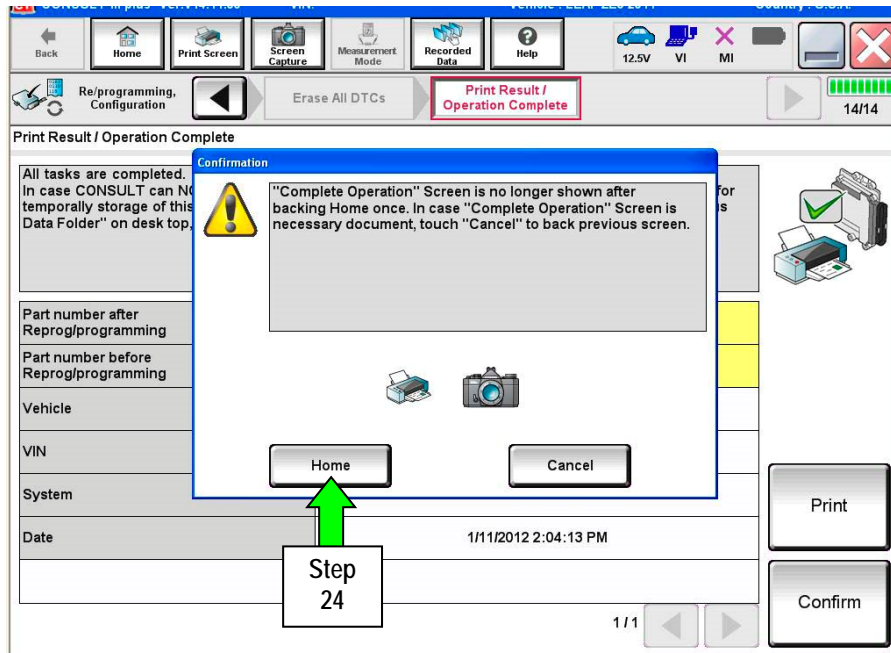 Back
Home
Print Screen
Screen
Capture
Measurement
Mode
Recorded
Data
Help
12.5V
VI
MI
Re/programming,
Configuration
Erase All DTCs
Print Result /
Operation Complete
14/14
Print Result / Operation Complete
All tasks are completed.
In case CONSULT can for
temporally storage of this
Data Folder" on desk top,
Confirmation
"Complete Operation" Screen is no longer shown after
backing Home once. In case "Complete Operation" Screen is
necessary document, touch "Cancel" to back previous screen.
Part number after
Reprog/programming
Part number before
Reprog/programming
Vehicle
VIN
Home
Cancel
System
Date
1/11/2012 2:04:13 PM
Print
Step
24
1/1
Confirm